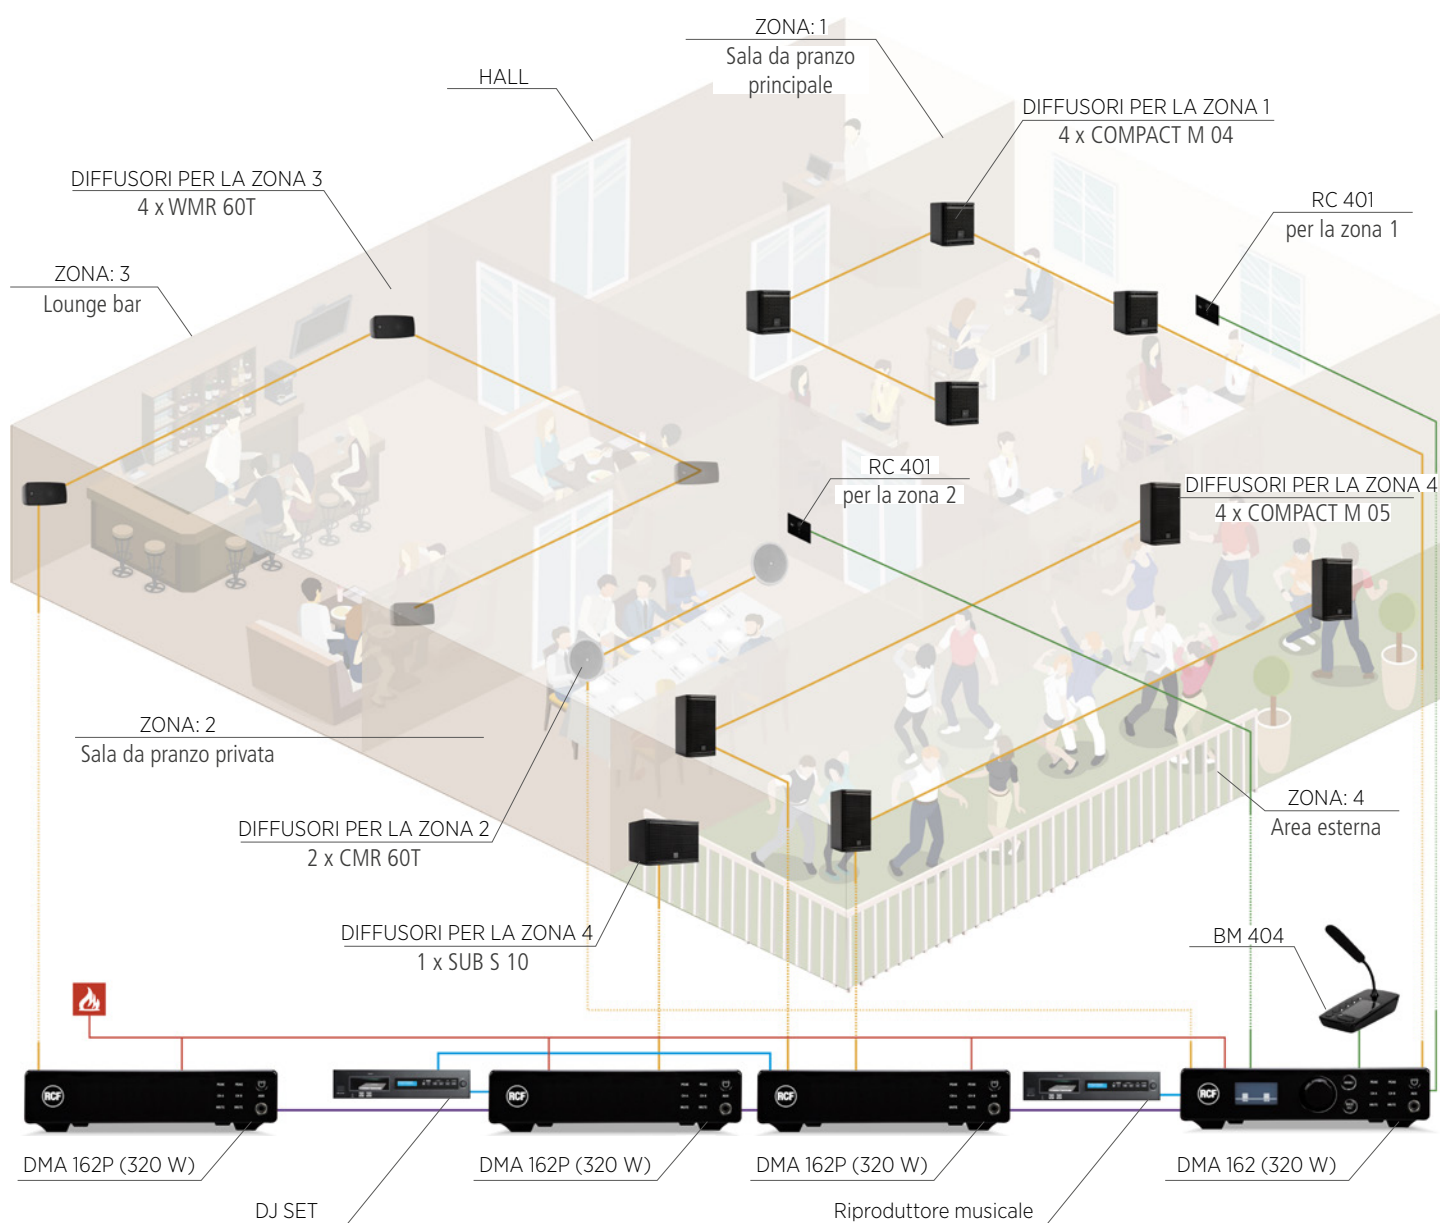 ZONA: 1
Sala da pranzo
principale
HALL
DIFFUSORI PER LA ZONA 1
4 x COMPACT M 04
DIFFUSORI PER LA ZONA 3
4 x WMR 60T
RC 401
per la zona 1
ZONA: 3
Lounge bar
RC 401
per la zona 2
DIFFUSORI PER LA ZONA 4
4 x COMPACT M 05
ZONA: 2
Sala da pranzo privata
ZONA: 4
Area esterna
DIFFUSORI PER LA ZONA 2
2 x CMR 60T
DIFFUSORI PER LA ZONA 4
1 x SUB S 10
BM 404
RCF
RCF
RCF
RCF
DMA 162P (320 W)
DMA 162P (320 W)
DMA 162P (320 W)
DMA 162 (320 W)
DJ SET
Riproduttore musicale